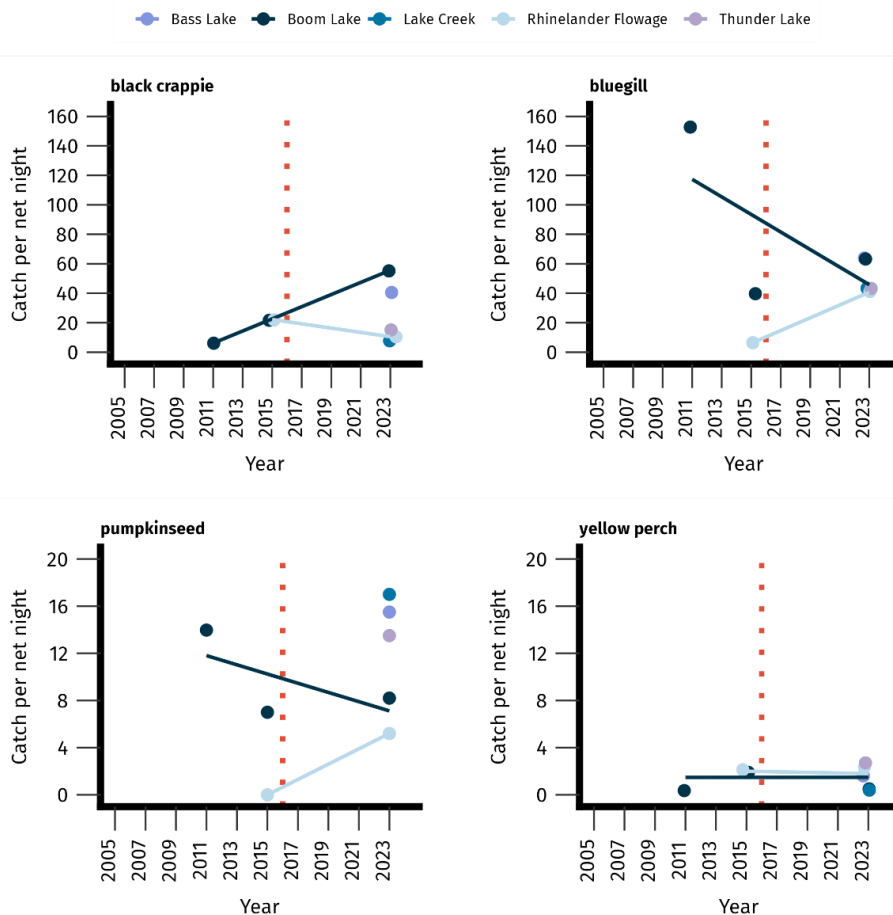 Bass Lake Boom Lake Lake Creek Rhinelander Flowage Thunder Lake
black crappie
160
140
120
100
80
60
40
20
0
Catch per net night
2005 2007 2009 2011 2013 2015 2017 2019 2021 2023
Year
bluegill
160
140
120
100
80
60
40
20
0
Catch per net night
2005 2007 2009 2011 2013 2015 2017 2019 2021 2023
Year
pumpkinseed
20
16
12
8
4
0
Catch per net night
2005 2007 2009 2011 2013 2015 2017 2019 2021 2023
Year
yellow perch
20
16
12
8
4
0
Catch per net night
2005 2007 2009 2011 2013 2015 2017 2019 2021 2023
Year